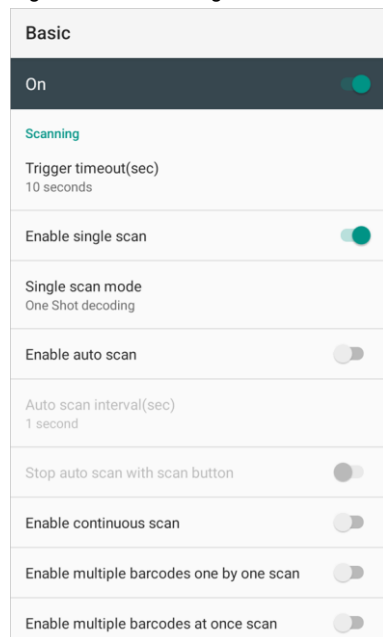 Basic
On
Scanning
Trigger timeout(sec)
10 seconds
Enable single scan
Single scan mode
One Shot decoding
Enable auto scan
Auto scan interval(sec)
1 second
Stop auto scan with scan button
Enable continuous scan
Enable multiple barcodes one by one scan
Enable multiple barcodes at once scan